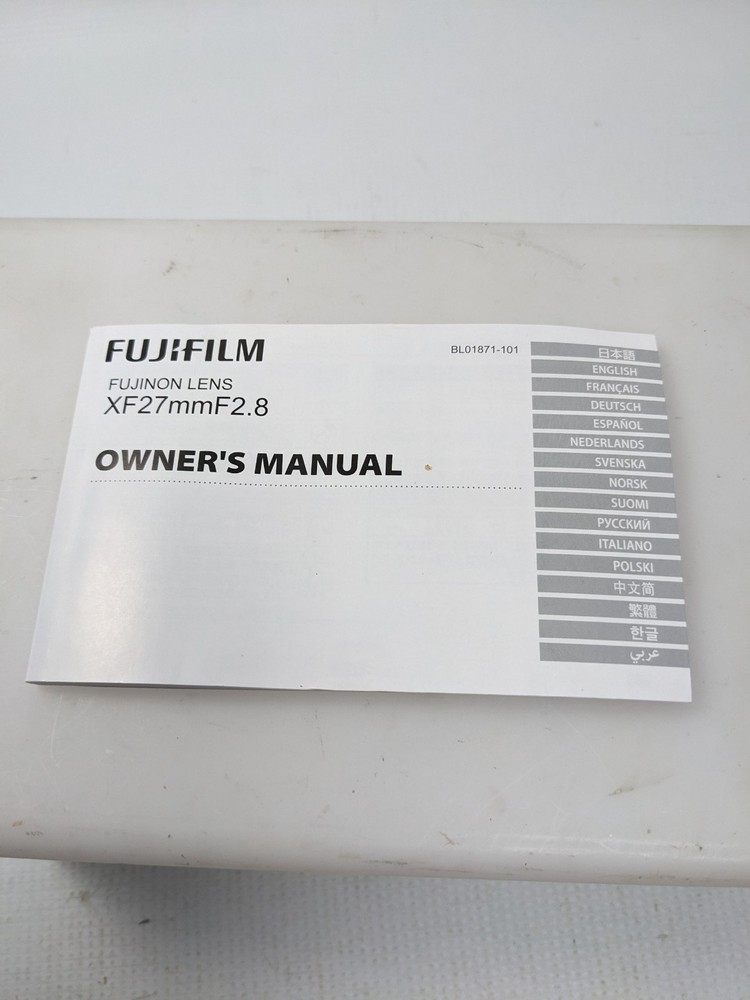 FUJIFILM
BL01871-101
FUJINON LENS
XF27mmF2.8
OWNER'S MANUAL
日本語
ENGLISH
FRANÇAIS
DEUTSCH
ESPAÑOL
NEDERLANDS
SVENSKA
NORSK
SUOMI
РУССКИЙ
ITALIANO
POLSKI
中文简
繁體
한글
عربي